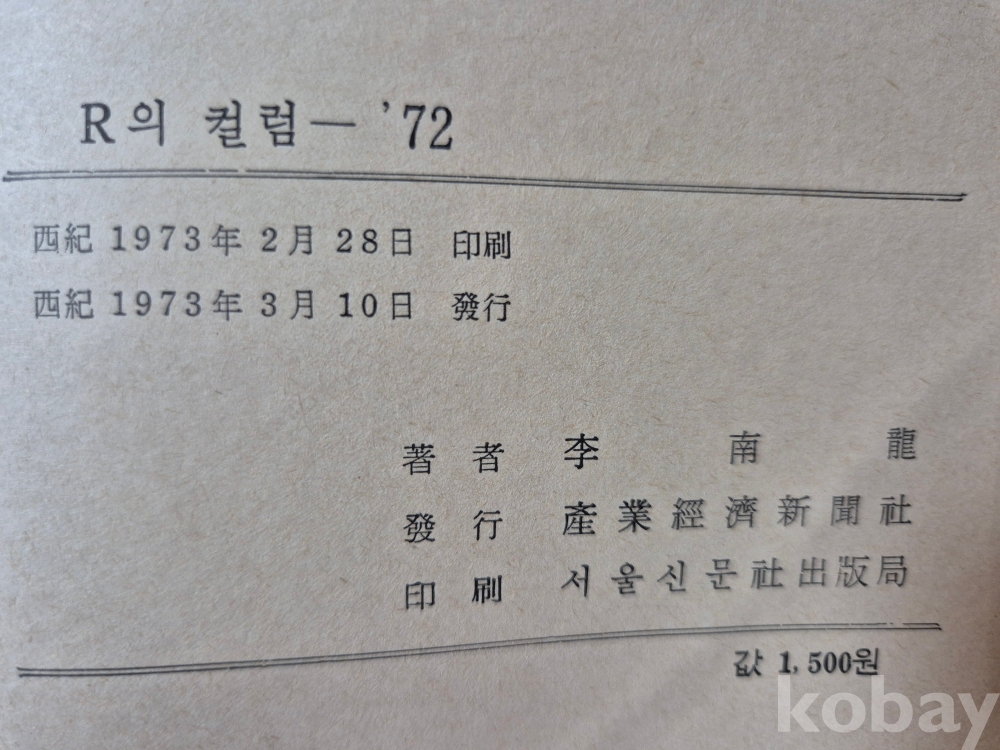 R의 컬럼— ’72
西紀 1973年 2月 28日 印刷
西紀 1973年 3月 10日 發行
著者 李南龍
發行 產業經濟新聞社
印刷 서울신문社出版局
값 1,500원
kobay